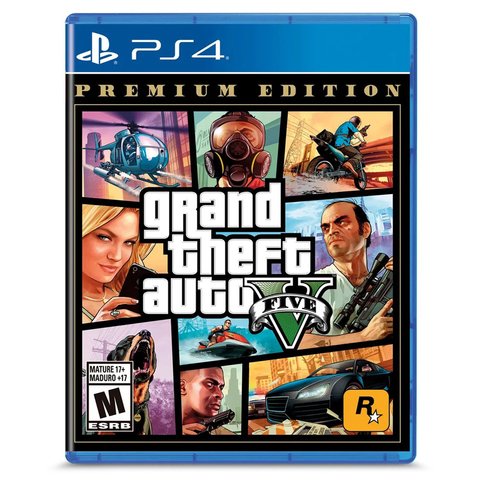 PS4
PREMIUM EDITION
grand
theft
auto
V
FIVE
MATURE 17+
MADURO +17
M
ESRB
R